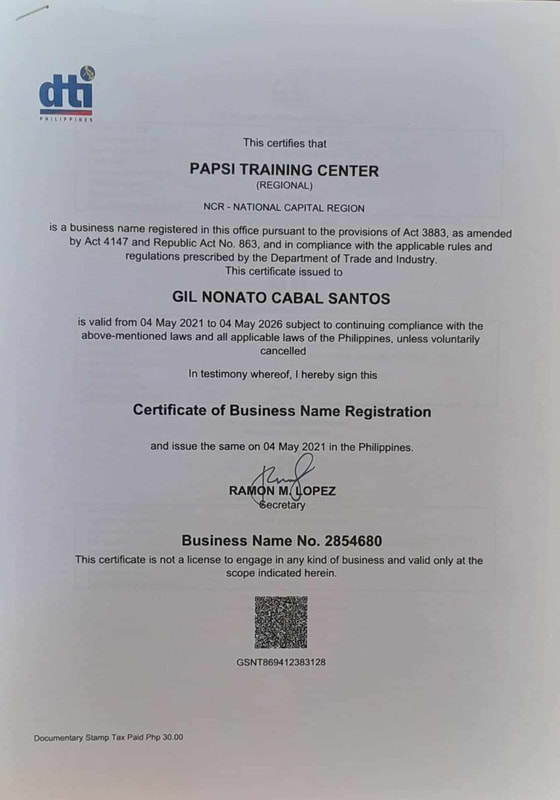 dti
PHILIPPINES
This certifies that
PAPSI TRAINING CENTER
(REGIONAL)
NCR - NATIONAL CAPITAL REGION
is a business name registered in this office pursuant to the provisions of Act 3883, as amended
by Act 4147 and Republic Act No. 863, and in compliance with the applicable rules and
regulations prescribed by the Department of Trade and Industry.
This certificate issued to
GIL NONATO CABAL SANTOS
is valid from 04 May 2021 to 04 May 2026 subject to continuing compliance with the
above-mentioned laws and all applicable laws of the Philippines, unless voluntarily
cancelled
In testimony whereof, I hereby sign this
Certificate of Business Name Registration
and issue the same on 04 May 2021 in the Philippines.
RAMON M. LOPEZ
Secretary
Business Name No. 2854680
This certificate is not a license to engage in any kind of business and valid only at the
scope indicated herein.
GSNT869412383128
Documentary Stamp Tax Paid Php 30.00